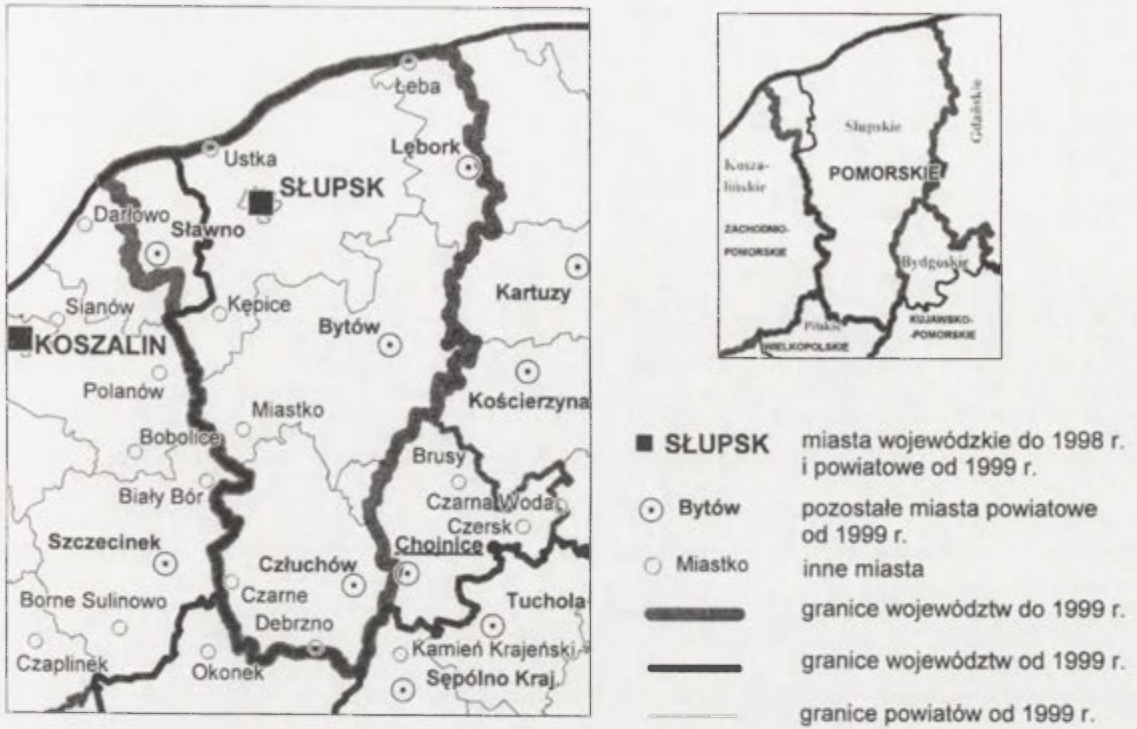 Łeba
Lębork
Ustka
SŁUPSK
Darłowo
Sławno
Kartuzy
Sianów
Kępice
Bytów
KOSZALIN
Polanów
Kościerzyna
Miastko
Bobolice
Brusy
Biały Bór
Czarna Woda
Czersk
Szczecinek
Chojnice
Człuchów
Czarne
Tuchola
Borne Sulinowo
Debrzno
Kamień Krajeński
Czaplinek
Okonek
Sępólno Kraj.
Słupskie
Gdańskie
Kosza-
lińskie
POMORSKIE
ZACHODNIO-
POMORSKIE
Bydgoskie
Pilskie
KUJAWSKO-
-POMORSKIE
WIELKOPOLSKIE
SŁUPSK miasta wojewódzkie do 1998 r.
i powiatowe od 1999 r.
Bytów pozostałe miasta powiatowe
od 1999 r.
Miastko inne miasta
granice województw do 1999 r.
granice województw od 1999 r.
granice powiatów od 1999 r.